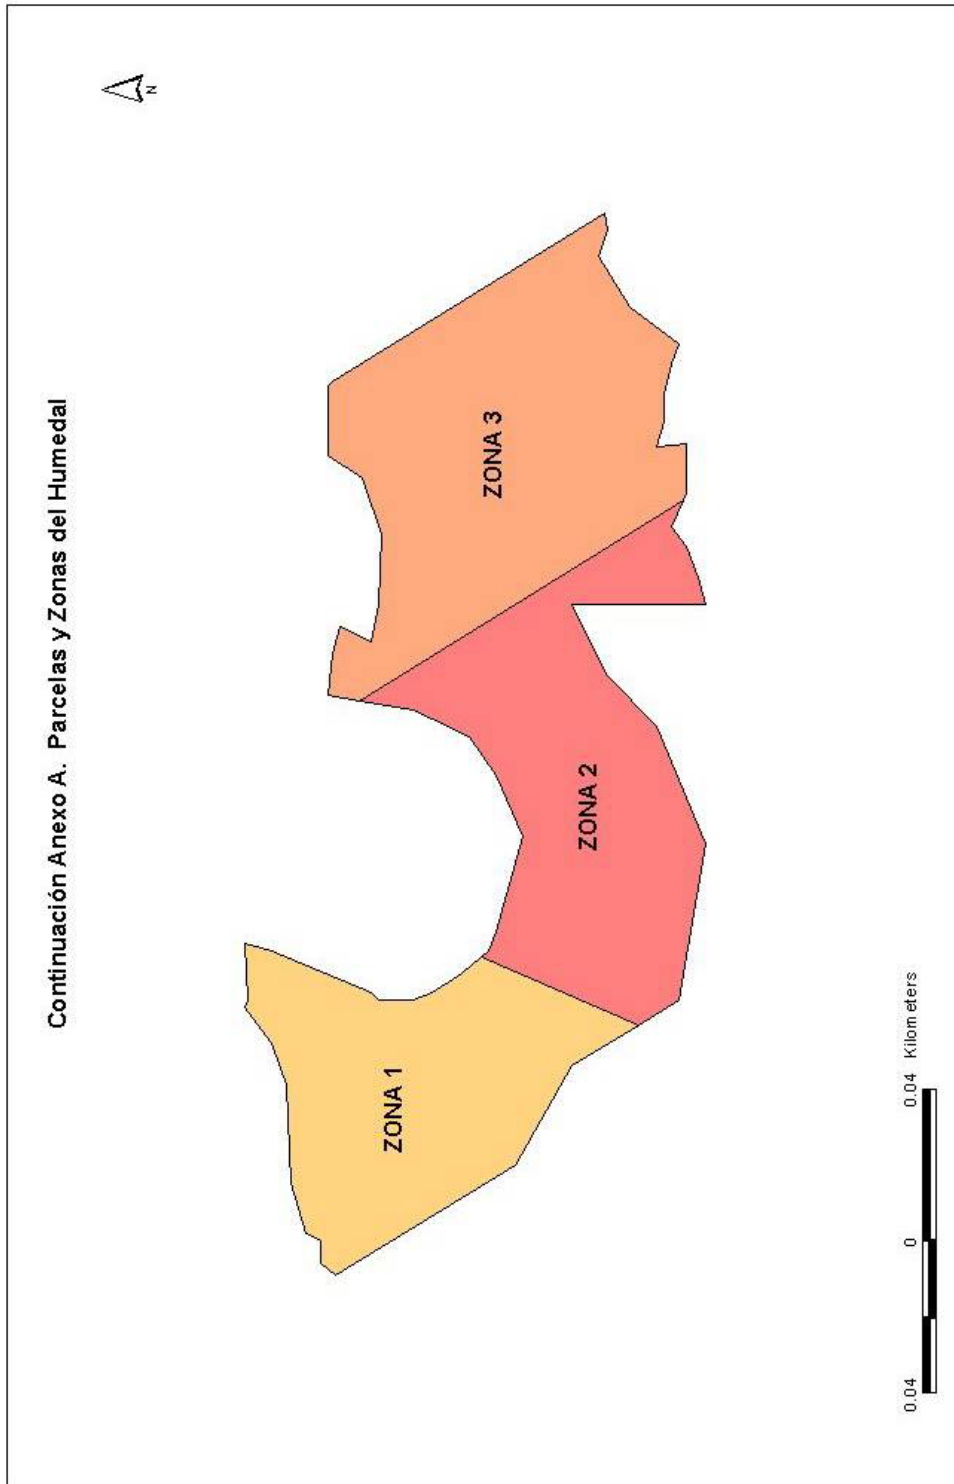 Continuación Anexo A. Parcelas y Zonas del Humedal
N
ZONA 1
ZONA 2
ZONA 3
0.04 0 0.04 Kilometers